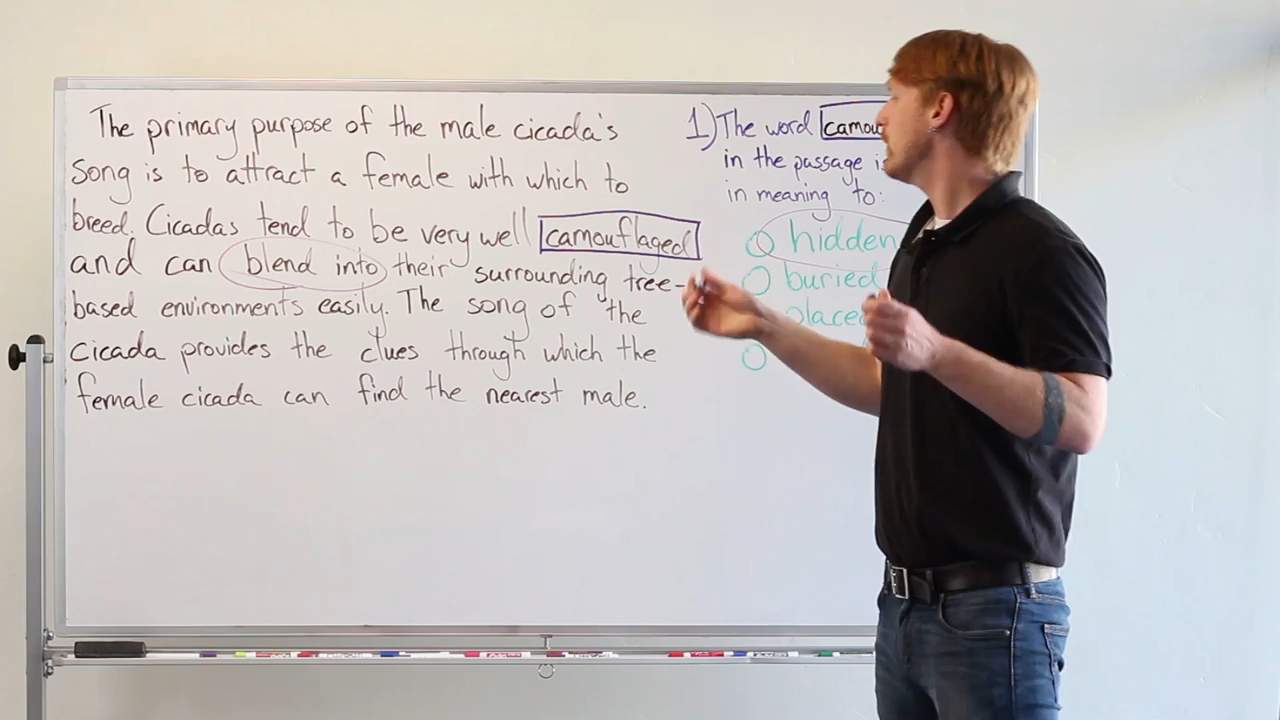 The primary purpose of the male cicada's
song is to attract a female with which to
breed. Cicadas tend to be very well camouflaged
and can blend into their surrounding tree-
based environments easily. The song of the
cicada provides the clues through which the
female cicada can find the nearest male.
1) The word
in the passage
in meaning to:
hidden
buried